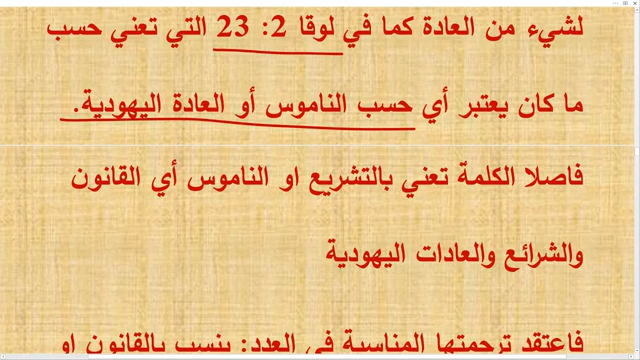 لشيء من العادة كما في لوقا 2: 23 التي تعني حسب
ما كان يعتبر أي حسب الناموس أو العادة اليهودية.
فاصلا الكلمة تعني بالتشريع او الناموس أي القانون
والشرائع والعادات اليهودية
فاعتقد ترجمتها المناسبة في العدد: ينسب بالقانون او